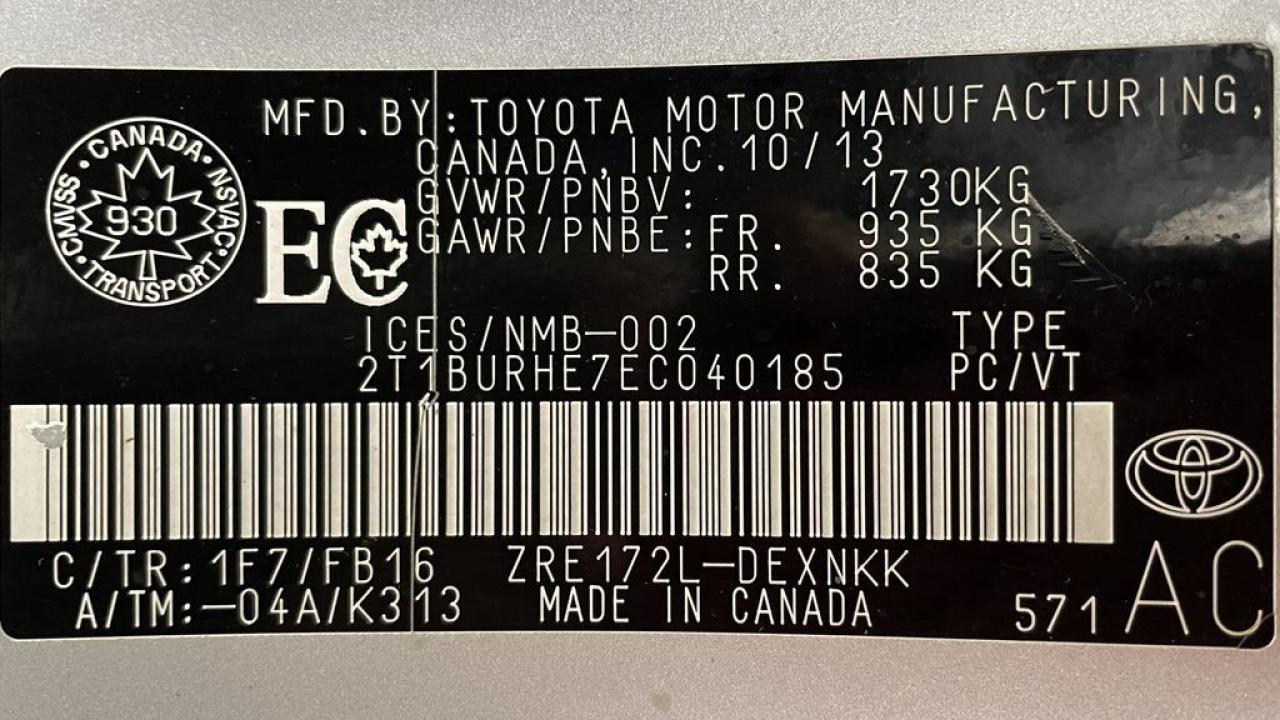 MFD.BY:TOYOTA MOTOR MANUFACTURING,
CANADA,INC.10/13
GVWR/PNBV: 1730KG
GAWR/PNBE:FR. 935 KG
RR. 835 KG
CANADA
CMVSS
930
NSVAC
TRANSPORT
EC
ICES/NMB-002 TYPE
2T1BURHE7EC040185 PC/VT
C/TR:1F7/FB16 ZRE172L-DEXNKK
A/TM:-04A/K313 MADE IN CANADA 571 AC